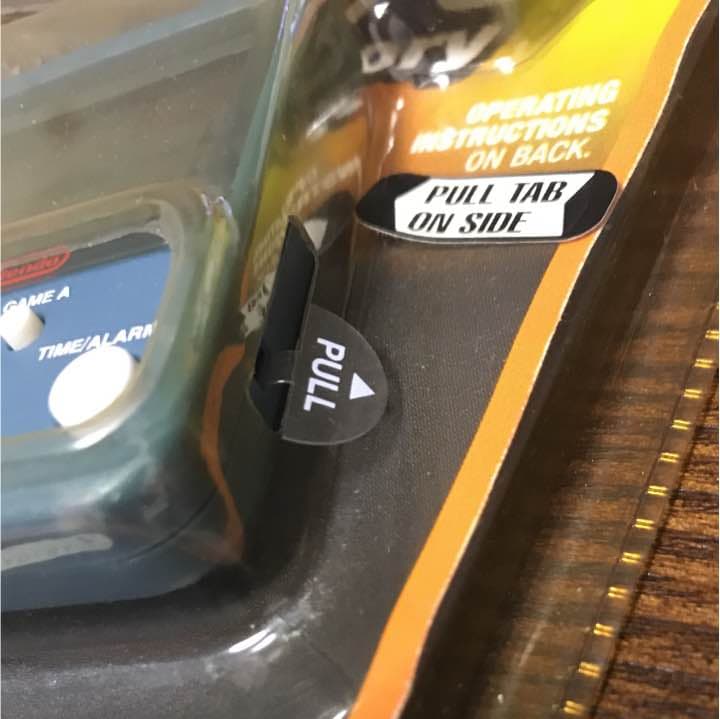 OPERATING
INSTRUCTIONS
ON BACK.
PULL TAB
ON SIDE
GAME A
TIME/ALARM
PULL